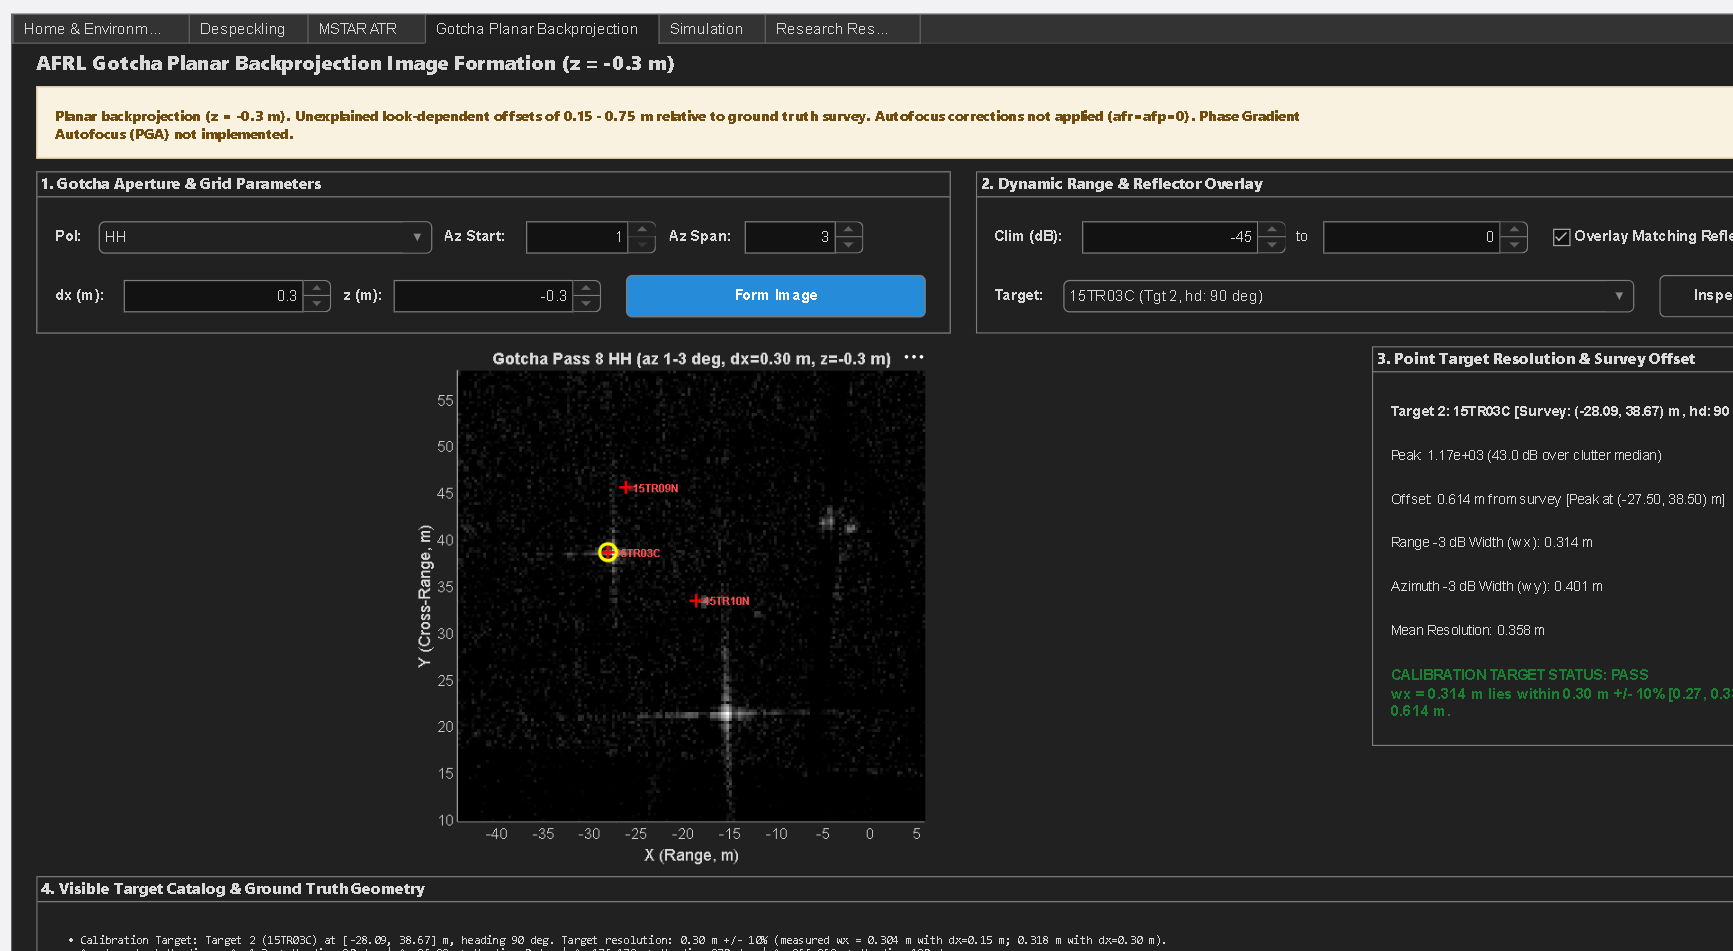 Home & Environm...
Despeckling
MSTAR ATR
Gotcha Planar Backprojection
Simulation
Research Res...
AFRL Gotcha Planar Backprojection Image Formation (z = -0.3 m)
Planar backprojection (z = -0.3 m). Unexplained look-dependent offsets of 0.15 - 0.75 m relative to ground truth survey. Autofocus corrections not applied (afr=afp=0). Phase Gradient
Autofocus (PGA) not implemented.
1. Gotcha Aperture & Grid Parameters
Pol: HH Az Start: 1 Az Span: 3
dx (m): 0.3 z (m): -0.3 Form Image
2. Dynamic Range & Reflector Overlay
Clim (dB): -45 to 0 Overlay Matching Refle
Target: 15TR03C (Tgt 2, hd: 90 deg) Inspe
Gotcha Pass 8 HH (az 1-3 deg, dx=0.30 m, z=-0.3 m) ...
55
50
45
40
35
30
25
20
15
10
Y (Cross-Range, m)
15TR09N
15TR03C
15TR10N
-40 -35 -30 -25 -20 -15 -10 -5 0 5
X (Range, m)
3. Point Target Resolution & Survey Offset
Target 2: 15TR03C [Survey: (-28.09, 38.67) m, hd: 90
Peak: 1.17e+03 (43.0 dB over clutter median)
Offset: 0.614 m from survey [Peak at (-27.50, 38.50) m]
Range -3 dB Width (wx): 0.314 m
Azimuth -3 dB Width (wy): 0.401 m
Mean Resolution: 0.358 m
CALIBRATION TARGET STATUS: PASS
wx = 0.314 m lies within 0.30 m +/- 10% [0.27, 0.3
0.614 m.
4. Visible Target Catalog & Ground Truth Geometry
• Calibration Target: Target 2 (15TR03C) at [-28.09, 38.67] m, heading 90 deg. Target resolution: 0.30 m +/- 10% (measured wx = 0.304 m with dx=0.15 m; 0.318 m with dx=0.30 m).